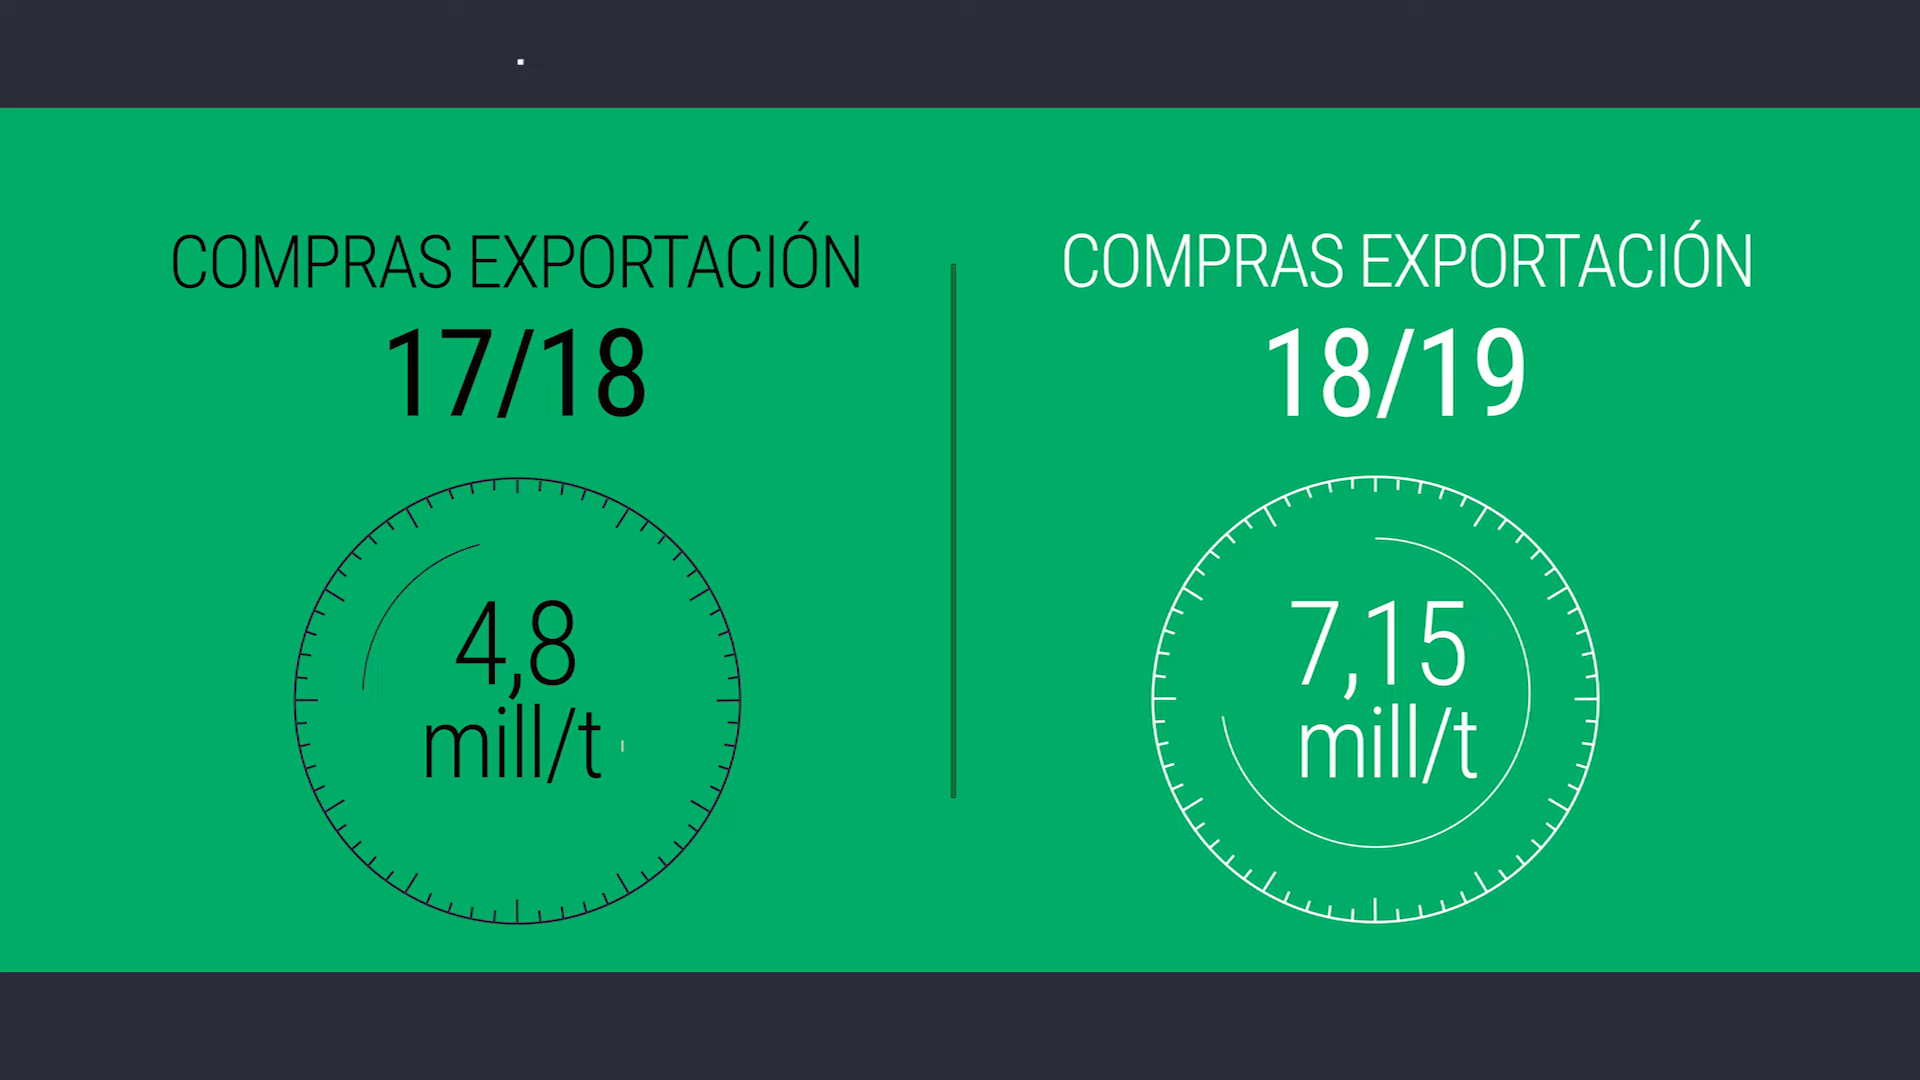 COMPRAS EXPORTACIÓN
17/18
4,8
mill/t
COMPRAS EXPORTACIÓN
18/19
7,15
mill/t